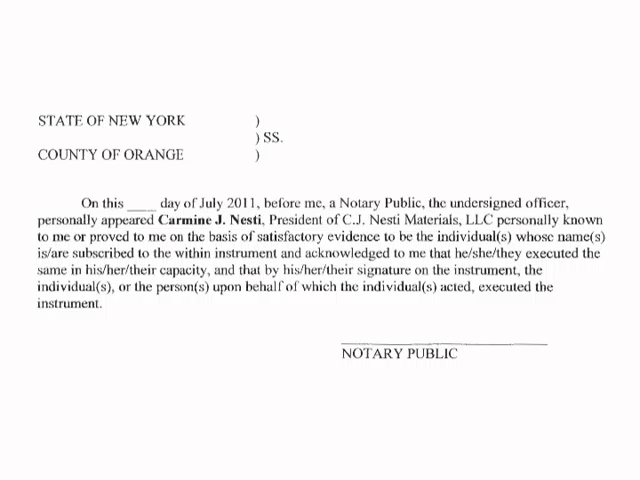 STATE OF NEW YORK )
) SS.
COUNTY OF ORANGE )
On this ____ day of July 2011, before me, a Notary Public, the undersigned officer,
personally appeared Carmine J. Nesti, President of C.J. Nesti Materials, LLC personally known
to me or proved to me on the basis of satisfactory evidence to be the individual(s) whose name(s)
is/are subscribed to the within instrument and acknowledged to me that he/she/they executed the
same in his/her/their capacity, and that by his/her/their signature on the instrument, the
individual(s), or the person(s) upon behalf of which the individual(s) acted, executed the
instrument.
NOTARY PUBLIC